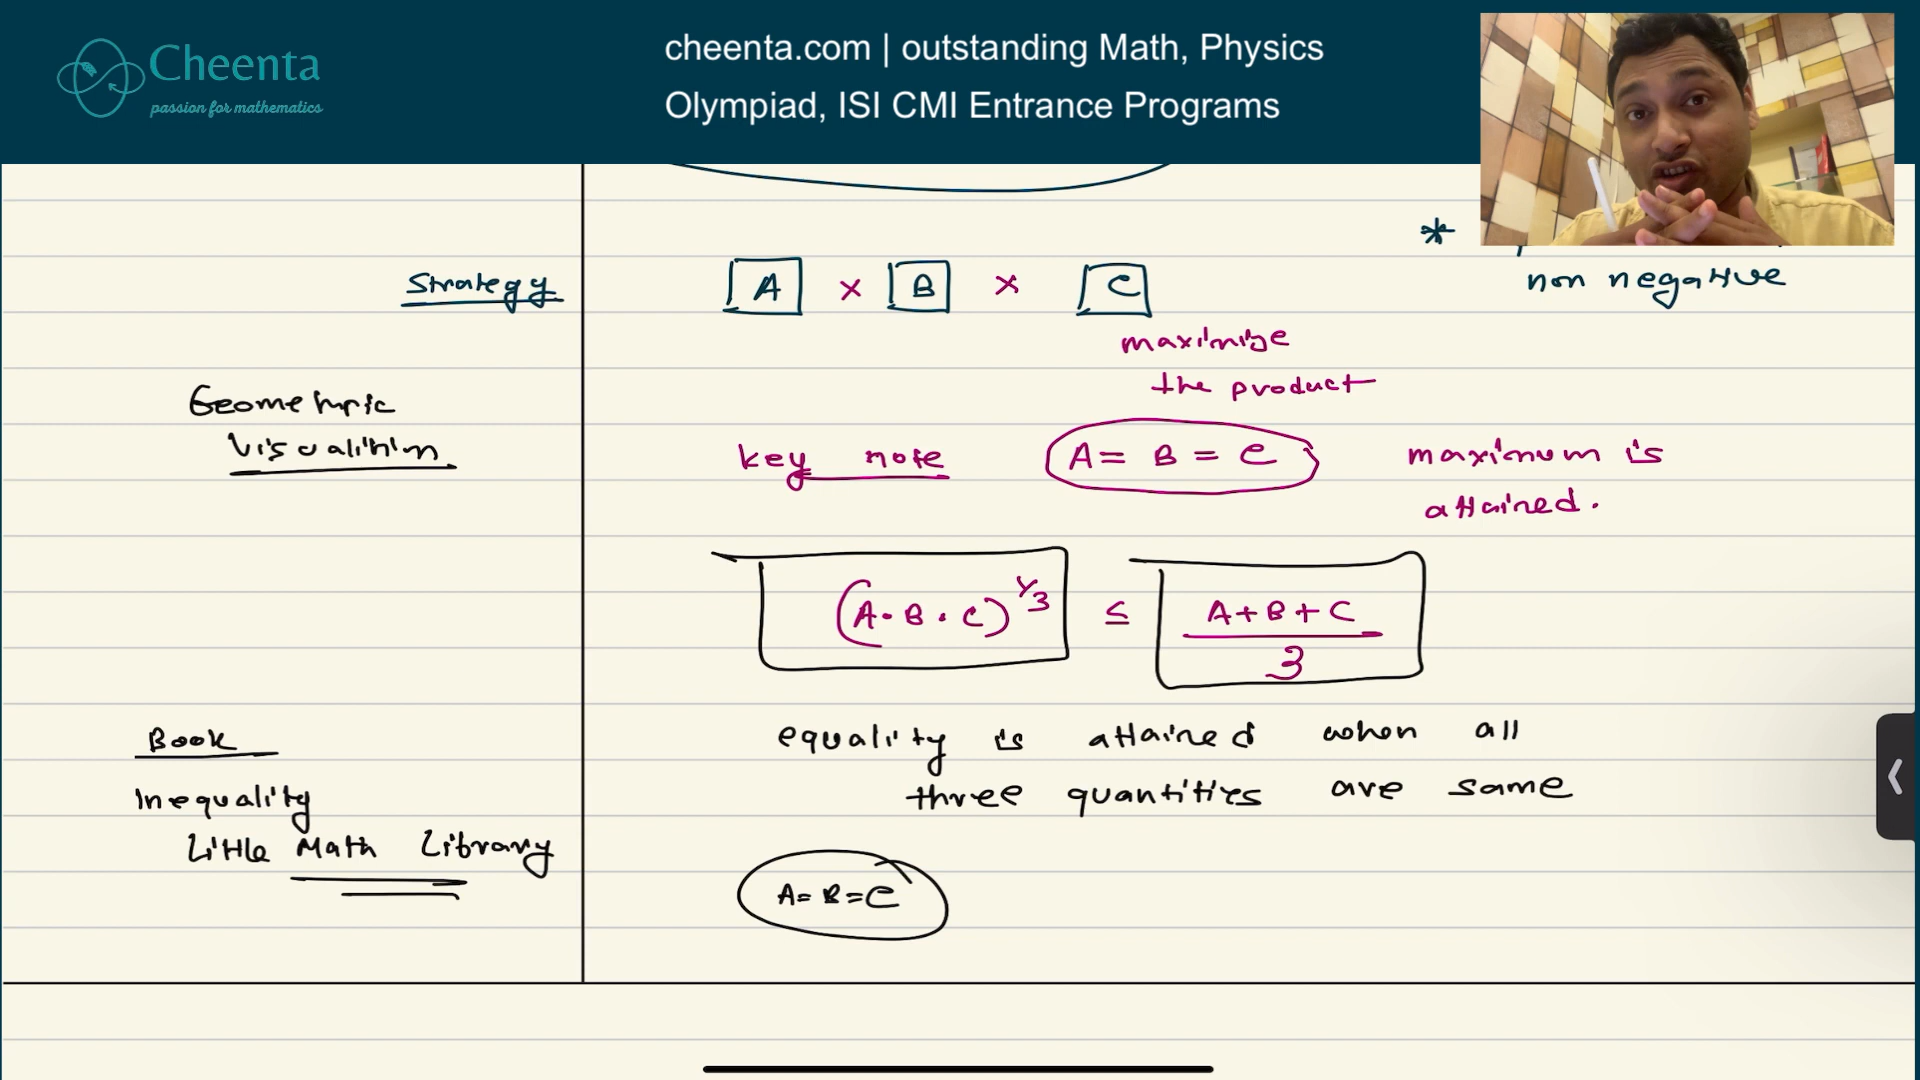 Cheenta
passion for mathematics
cheenta.com | outstanding Math, Physics
Olympiad, ISI CMI Entrance Programs
*
non negative
Strategy
A × B × C
maximize
the product
Geometric
key note A = B = C maximum is
attained.
(A·B·C)^1/3 ≤ A+B+C
3
equality is attained when all
three quantities are same
Book
Inequality
Little Math Library
A=B=C